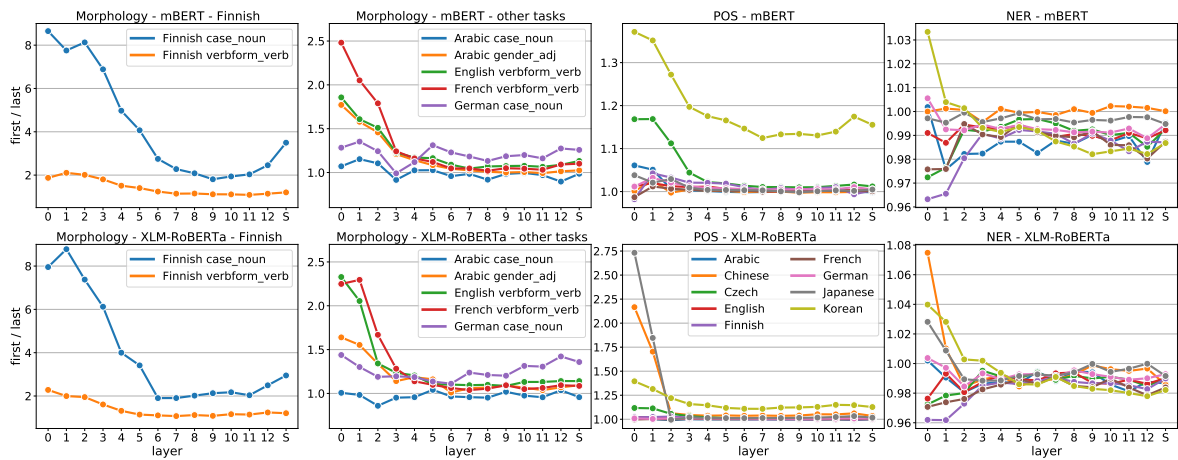 Morphology - mBERT - Finnish
Morphology - mBERT - other tasks
POS - mBERT
NER - mBERT
first / last
8
6
4
2
Finnish case_noun
Finnish verbform_verb
0 1 2 3 4 5 6 7 8 9 10 11 12 S
2.5
2.0
1.5
1.0
Arabic case_noun
Arabic gender_adj
English verbform_verb
French verbform_verb
German case_noun
0 1 2 3 4 5 6 7 8 9 10 11 12 S
1.3
1.2
1.1
1.0
0 1 2 3 4 5 6 7 8 9 10 11 12 S
1.03
1.02
1.01
1.00
0.99
0.98
0.97
0.96
0 1 2 3 4 5 6 7 8 9 10 11 12 S
Morphology - XLM-RoBERTa - Finnish
Morphology - XLM-RoBERTa - other tasks
POS - XLM-RoBERTa
NER - XLM-RoBERTa
first / last
8
6
4
2
Finnish case_noun
Finnish verbform_verb
0 1 2 3 4 5 6 7 8 9 10 11 12 S
layer
2.5
2.0
1.5
1.0
Arabic case_noun
Arabic gender_adj
English verbform_verb
French verbform_verb
German case_noun
0 1 2 3 4 5 6 7 8 9 10 11 12 S
layer
2.75
2.50
2.25
2.00
1.75
1.50
1.25
1.00
Arabic
Chinese
Czech
English
Finnish
French
German
Japanese
Korean
0 1 2 3 4 5 6 7 8 9 10 11 12 S
layer
1.08
1.06
1.04
1.02
1.00
0.98
0.96
0 1 2 3 4 5 6 7 8 9 10 11 12 S
layer